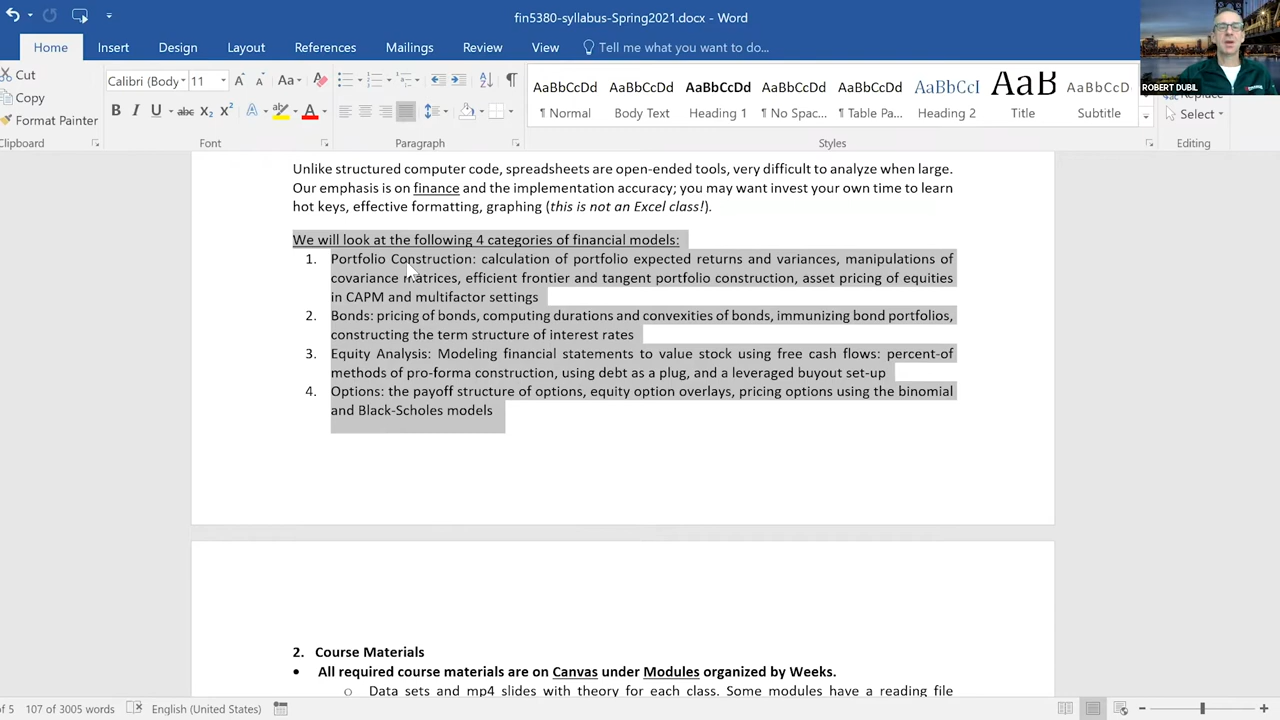 fin5380-syllabus-Spring2021.docx - Word
Home Insert Design Layout References Mailings Review View Tell me what you want to do...
ROBERT DUBL
Cut
Copy
Format Painter
Clipboard
Calibri (Body 11
Font
Paragraph
AaBbCcDd AaBbCcDd AaBbCcDd AaBbCcDd AaBbCcDd AaBbCcI AaB AaBbCcD
¶ Normal Body Text Heading 1 ¶ No Spac... ¶ Table Pa... Heading 2 Title Subtitle
Styles
Replace
Select
Editing
Unlike structured computer code, spreadsheets are open-ended tools, very difficult to analyze when large.
Our emphasis is on finance and the implementation accuracy; you may want invest your own time to learn
hot keys, effective formatting, graphing (this is not an Excel class!).
We will look at the following 4 categories of financial models:
1. Portfolio Construction: calculation of portfolio expected returns and variances, manipulations of
covariance matrices, efficient frontier and tangent portfolio construction, asset pricing of equities
in CAPM and multifactor settings
2. Bonds: pricing of bonds, computing durations and convexities of bonds, immunizing bond portfolios,
constructing the term structure of interest rates
3. Equity Analysis: Modeling financial statements to value stock using free cash flows: percent-of
methods of pro-forma construction, using debt as a plug, and a leveraged buyout set-up
4. Options: the payoff structure of options, equity option overlays, pricing options using the binomial
and Black-Scholes models
2. Course Materials
• All required course materials are on Canvas under Modules organized by Weeks.
o Data sets and mp4 slides with theory for each class. Some modules have a reading file
of 5 107 of 3005 words English (United States)